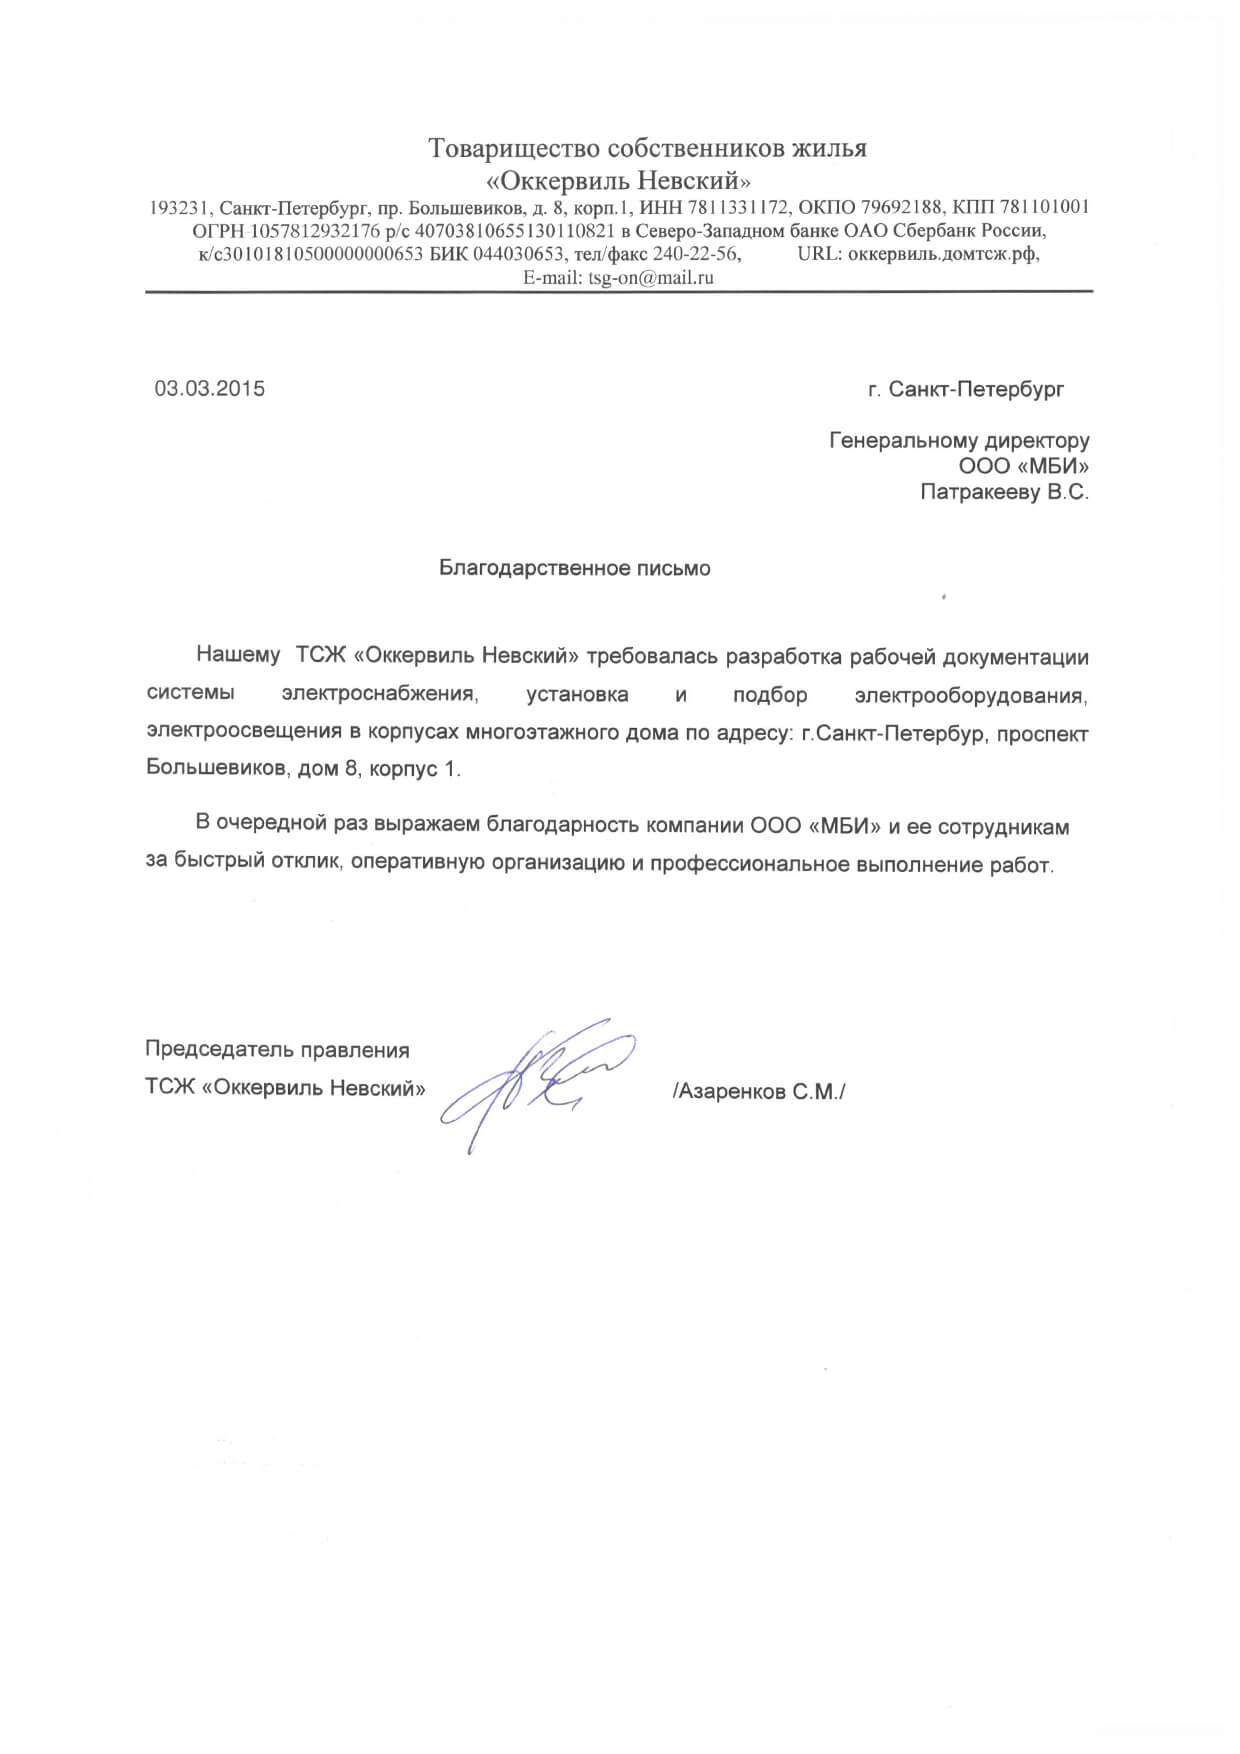 Товарищество собственников жилья
«Оккервиль Невский»
193231, Санкт-Петербург, пр. Большевиков, д. 8, корп.1, ИНН 7811331172, ОКПО 79692188, КПП 781101001
ОГРН 1057812932176 р/с 40703810655130110821 в Северо-Западном банке ОАО Сбербанк России,
к/с30101810500000000653 БИК 044030653, тел/факс 240-22-56, URL: оккервиль.домтсж.рф,
E-mail: tsg-on@mail.ru
03.03.2015 г. Санкт-Петербург
Генеральному директору
ООО «МБИ»
Патракееву В.С.
Благодарственное письмо
Нашему ТСЖ «Оккервиль Невский» требовалась разработка рабочей документации
системы электроснабжения, установка и подбор электрооборудования,
электроосвещения в корпусах многоэтажного дома по адресу: г.Санкт-Петербур, проспект
Большевиков, дом 8, корпус 1.
В очередной раз выражаем благодарность компании ООО «МБИ» и ее сотрудникам
за быстрый отклик, оперативную организацию и профессиональное выполнение работ.
Председатель правления
ТСЖ «Оккервиль Невский» /Азаренков С.М./